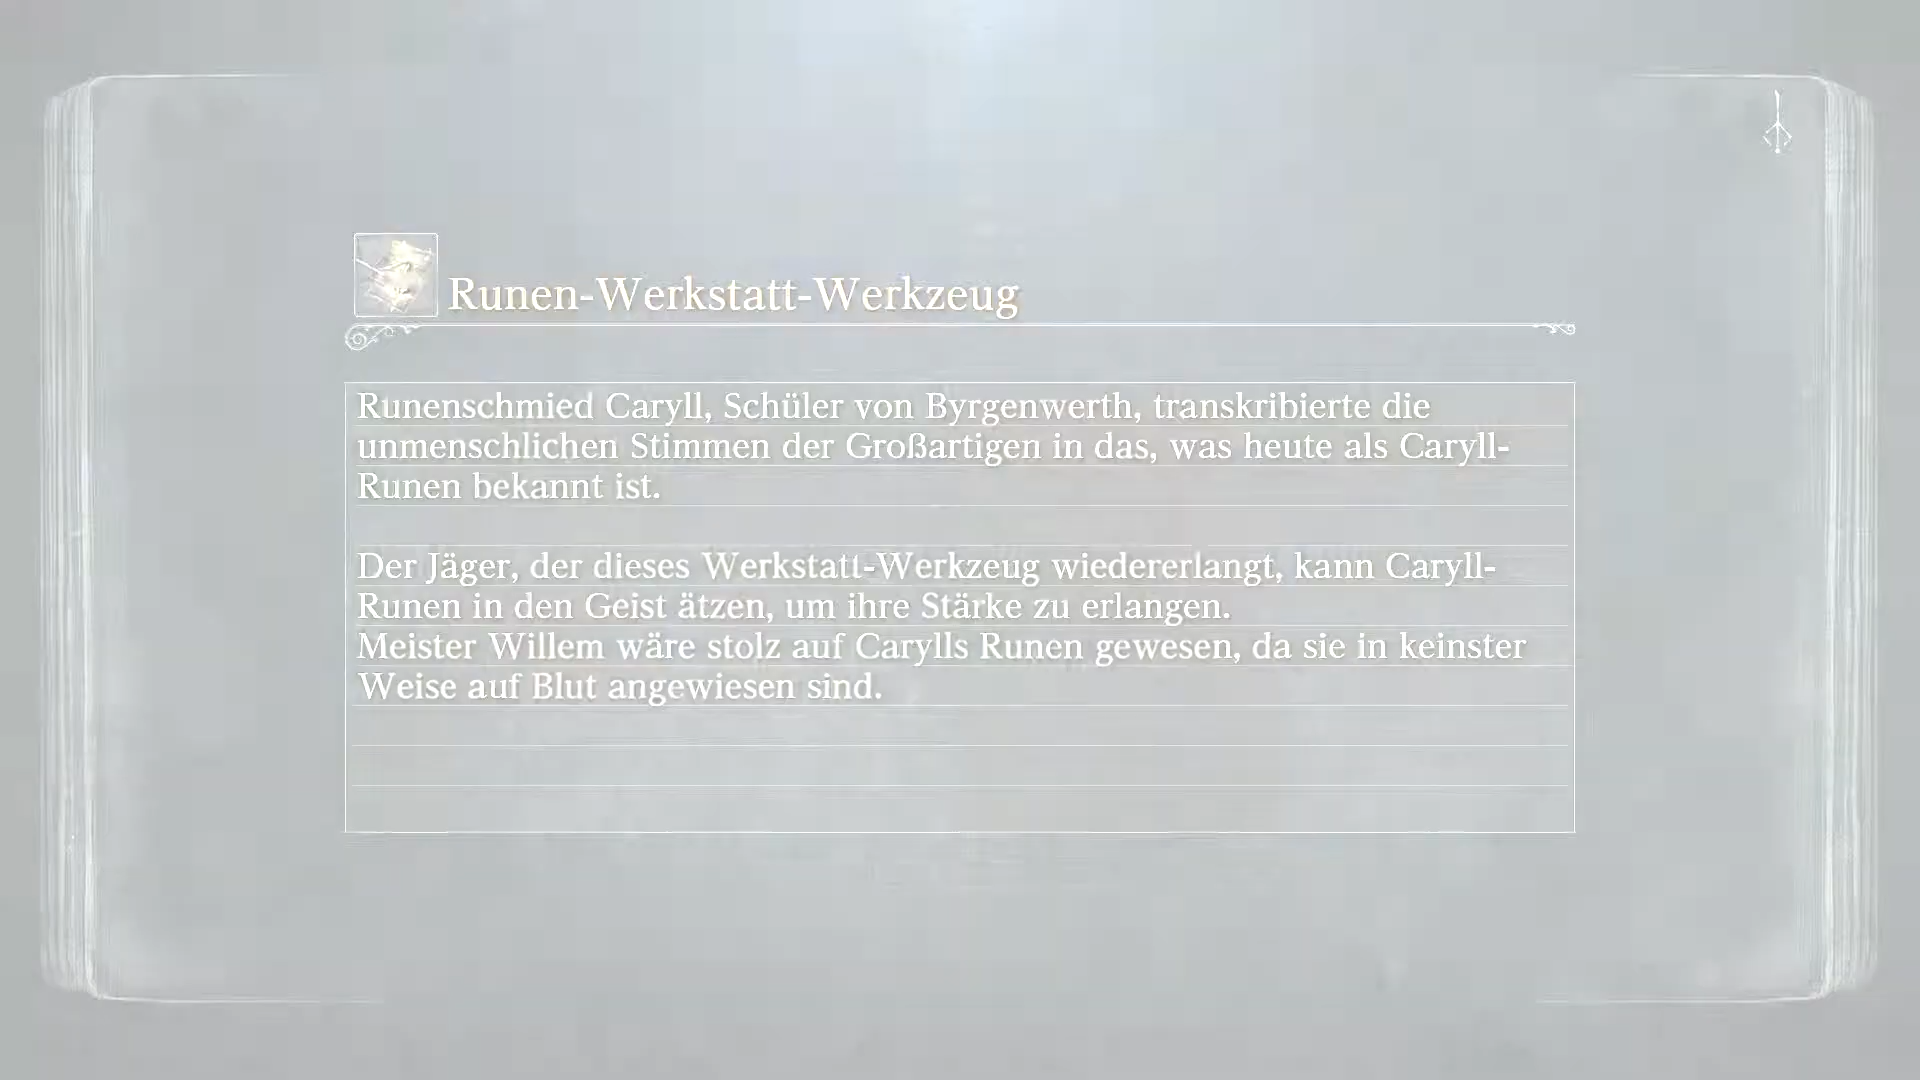 Runen-Werkstatt-Werkzeug
Runenschmied Caryll, Schüler von Byrgenwerth, transkribierte die
unmenschlichen Stimmen der Großartigen in das, was heute als Caryll-
Runen bekannt ist.
Der Jäger, der dieses Werkstatt-Werkzeug wiedererlangt, kann Caryll-
Runen in den Geist ätzen, um ihre Stärke zu erlangen.
Meister Willem wäre stolz auf Carylls Runen gewesen, da sie in keinster
Weise auf Blut angewiesen sind.